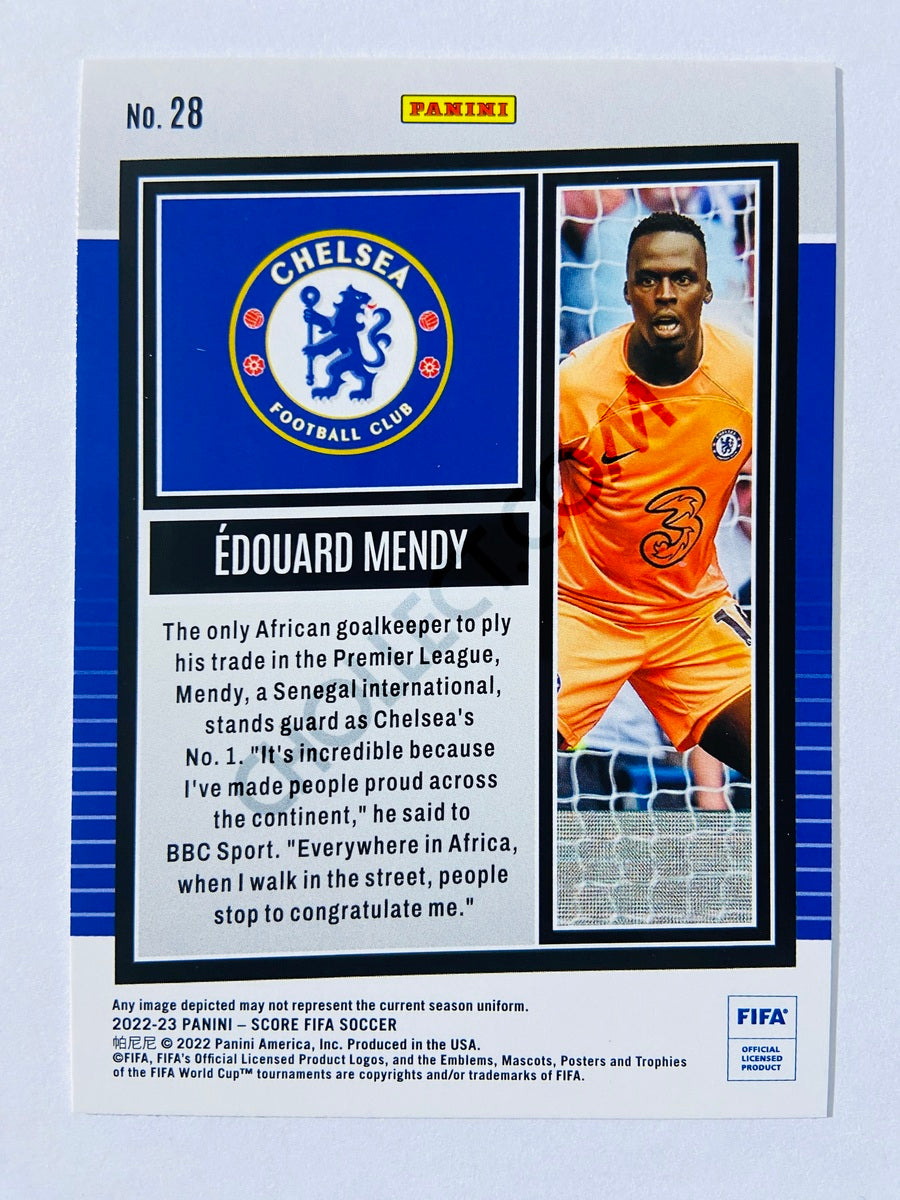 No. 28
PANINI
CHELSEA
FOOTBALL CLUB
ÉDOUARD MENDY
The only African goalkeeper to ply
his trade in the Premier League,
Mendy, a Senegal international,
stands guard as Chelsea's
No. 1. "It's incredible because
I've made people proud across
the continent," he said to
BBC Sport. "Everywhere in Africa,
when I walk in the street, people
stop to congratulate me."
3
Any image depicted may not represent the current season uniform.
2022-23 PANINI – SCORE FIFA SOCCER
帕尼尼 © 2022 Panini America, Inc. Produced in the USA.
©FIFA, FIFA's Official Licensed Product Logos, and the Emblems, Mascots, Posters and Trophies
of the FIFA World Cup™ tournaments are copyrights and/or trademarks of FIFA.
FIFA®
OFFICIAL
LICENSED
PRODUCT